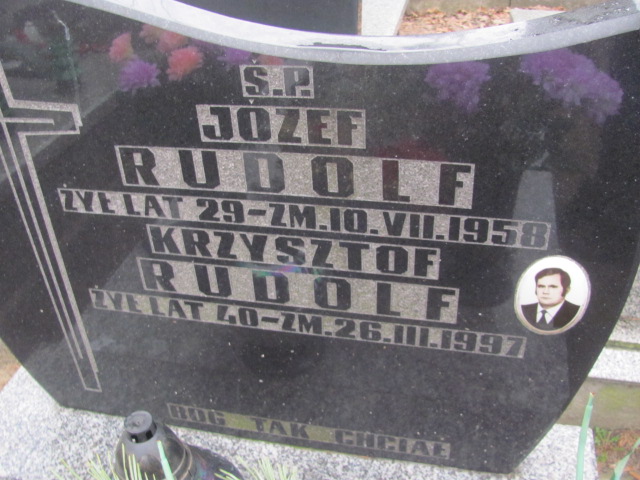 Ś.P.
JÓZEF
RUDOLF
ŻYŁ LAT 29-ZM.10.VII.1958
KRZYSZTOF
RUDOLF
ŻYŁ LAT 40-ZM.26.III.1997
BÓG TAK CHCIAŁ